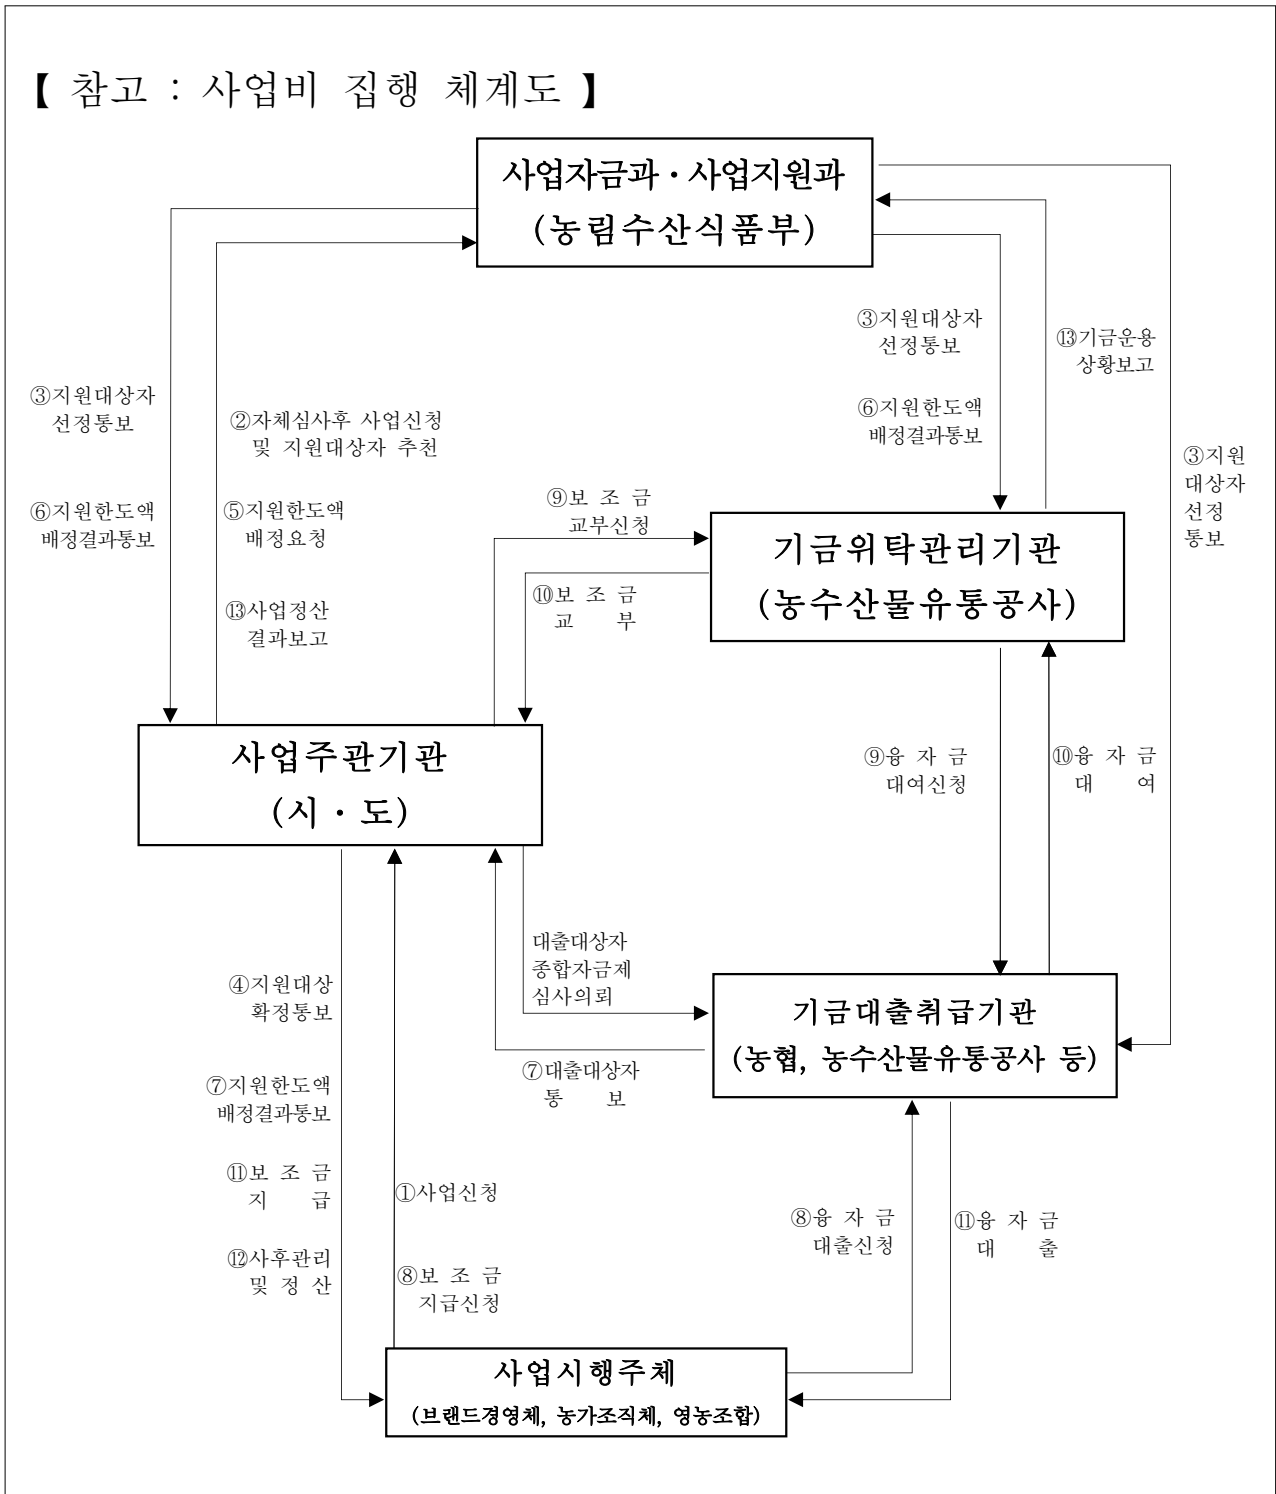 【 참고 : 사업비 집행 체계도 】
사업자금과·사업지원과
(농림수산식품부)
③지원대상자
선정통보
⑥지원한도액
배정결과통보
②자체심사후 사업신청
및 지원대상자 추천
⑤지원한도액
배정요청
⑬사업정산
결과보고
③지원대상자
선정통보
⑥지원한도액
배정결과통보
⑬기금운용
상황보고
③지원
대상자
선정
통보
⑨보 조 금
교부신청
⑩보 조 금
교 부
기금위탁관리기관
(농수산물유통공사)
사업주관기관
(시·도)
⑨융 자 금
대여신청
⑩융 자 금
대 여
대출대상자
종합자금제
심사의뢰
⑦대출대상자
통 보
기금대출취급기관
(농협, 농수산물유통공사 등)
④지원대상
확정통보
⑦지원한도액
배정결과통보
⑪보 조 금
지 급
⑫사후관리
및 정 산
①사업신청
⑧보 조 금
지급신청
⑧융 자 금
대출신청
⑪융 자 금
대 출
사업시행주체
(브랜드경영체, 농가조직체, 영농조합)